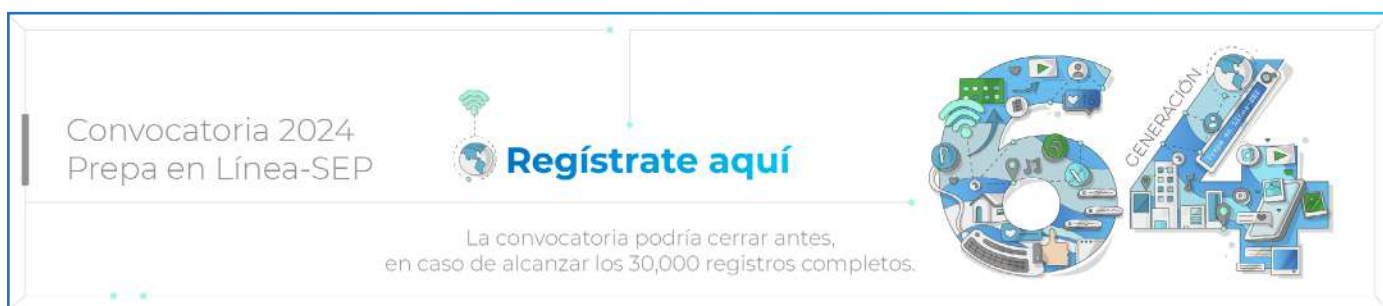 Convocatoria 2024
Prepa en Línea-SEP
Regístrate aquí
La convocatoria podría cerrar antes,
en caso de alcanzar los 30,000 registros completos.
64
GENERACIÓN